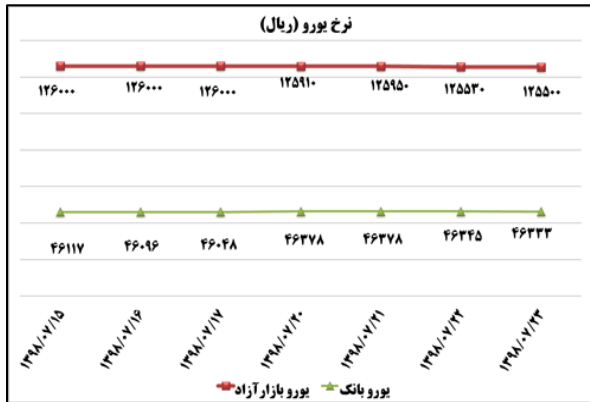 نرخ یورو (ریال)
۱۲۶۰۰۰ ۱۲۶۰۰۰ ۱۲۶۰۰۰ ۱۲۵۹۱۰ ۱۲۵۹۵۰ ۱۲۵۵۳۰ ۱۲۵۵۰۰
۴۶۱۱۷ ۴۶۰۹۶ ۴۶۰۴۸ ۴۶۳۷۸ ۴۶۳۷۸ ۴۶۳۴۵ ۴۶۳۳۳
۱۳۹۸/۰۷/۱۵ ۱۳۹۸/۰۷/۱۶ ۱۳۹۸/۰۷/۱۷ ۱۳۹۸/۰۷/۲۰ ۱۳۹۸/۰۷/۲۱ ۱۳۹۸/۰۷/۲۲ ۱۳۹۸/۰۷/۲۳
یورو بانک یورو بازار آزاد